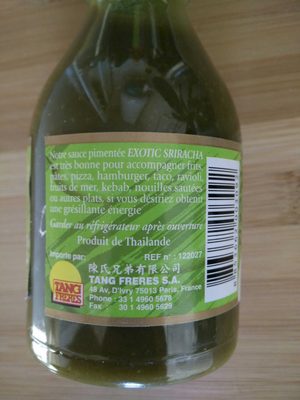 Notre sauce pimentée EXOTIC SRIRACHA
est très bonne pour accompagner frits,
pâtes, pizza, hamburger, taco, ravioli,
fruits de mer, kebab, nouilles sautées
ou autres plats, si vous désiriez obtenir
une grésillante énergie
Garder au réfrigerateur après ouverture
Produit de Thaïlande
Importé par:
REF n° : 122027
陳氏兄弟有限公司
TANG FRERES S.A.
48 Av, D'Ivry 75013 Paris, France
Phone : 33 1 4960 5678
Fax : 30 1 4960 5629
TANG
FRERES